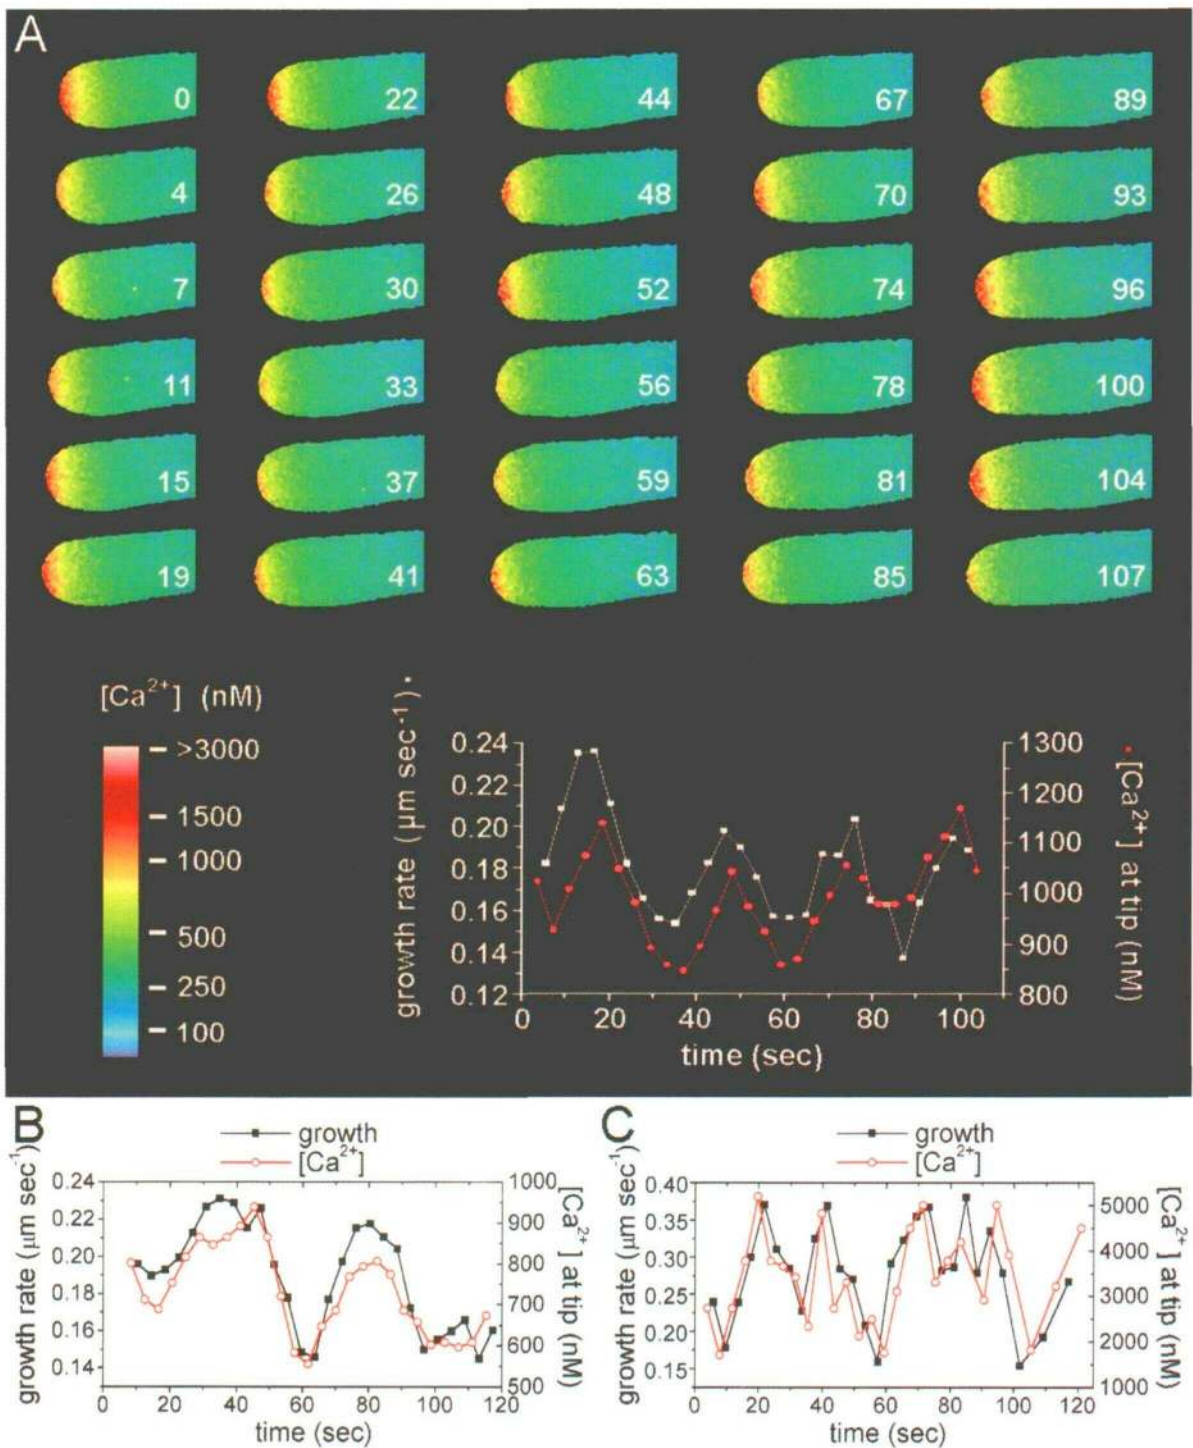 A
0 22 44 67 89
4 26 48 70 93
7 30 52 74 96
11 33 56 78 100
15 37 59 81 104
19 41 63 85 107
[Ca²⁺] (nM)
>3000
1500
1000
500
250
100
growth rate (µm sec⁻¹)
0.24
0.22
0.20
0.18
0.16
0.14
0.12
0 20 40 60 80 100
time (sec)
1300
1200
1100
1000
900
800
[Ca²⁺] at tip (nM)
B
growth
[Ca²⁺]
growth rate (µm sec⁻¹)
0.24
0.22
0.20
0.18
0.16
0.14
0 20 40 60 80 100 120
time (sec)
1000
900
800
700
600
500
[Ca²⁺] at tip (nM)
C
growth
[Ca²⁺]
growth rate (µm sec⁻¹)
0.40
0.35
0.30
0.25
0.20
0.15
0 20 40 60 80 100 120
time (sec)
5000
4000
3000
2000
1000
[Ca²⁺] at tip (nM)